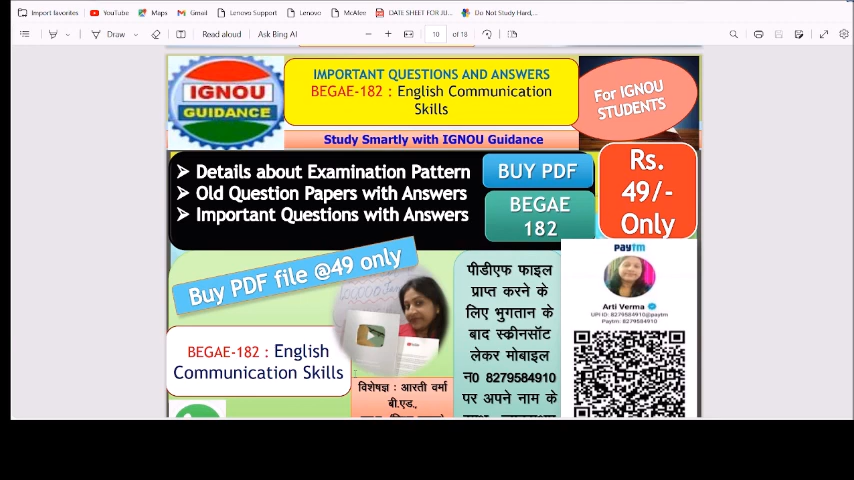 Import favorites YouTube Maps Gmail Lenovo Support Lenovo McAfee DATE SHEET FOR JU... Do Not Study Hard,...
Draw Read aloud Ask Bing AI 10 of 18
IGNOU
GUIDANCE
IMPORTANT QUESTIONS AND ANSWERS
BEGAE-182 : English Communication
Skills
Study Smartly with IGNOU Guidance
For IGNOU
STUDENTS
Details about Examination Pattern
Old Question Papers with Answers
Important Questions with Answers
BUY PDF
BEGAE
182
Rs.
49/-
Only
Buy PDF file @49 only
BEGAE-182 : English
Communication Skills
विशेषज्ञ : आरती वर्मा
बी.एड.,
पीडीएफ फाइल
प्राप्त करने के
लिए भुगतान के
बाद स्क्रीनसॉट
लेकर मोबाइल
न0 8279584910
पर अपने नाम के
paytm
Arti Verma
UPI ID: 8279584910@paytm
Paytm: 8279584910